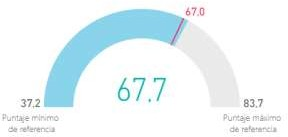 67,0
67,7
37,2
83,7
Puntaje mínimo
de referencia
Puntaje máximo
de referencia